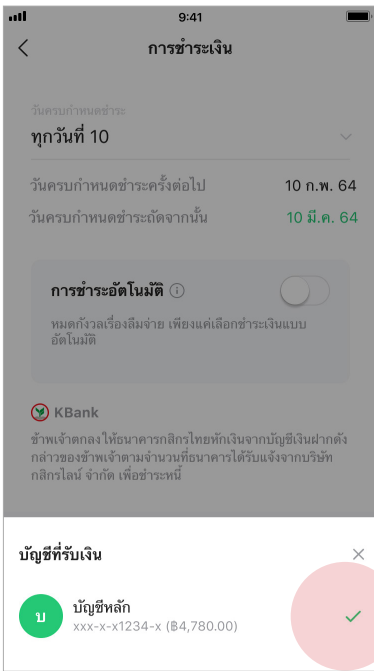 9:41
การชำระเงิน
วันครบกำหนดชำระ
ทุกวันที่ 10
วันครบกำหนดชำระครั้งต่อไป 10 ก.พ. 64
วันครบกำหนดชำระถัดจากนั้น 10 มี.ค. 64
การชำระอัตโนมัติ
หมดกังวลเรื่องลืมจ่าย เพียงแค่เลือกชำระเงินแบบ
อัตโนมัติ
KBank
ข้าพเจ้าตกลงให้ธนาคารกสิกรไทยหักเงินจากบัญชีเงินฝากดัง
กล่าวของข้าพเจ้าตามจำนวนที่ธนาคารได้รับแจ้งจากบริษัท
กสิกรไลน์ จำกัด เพื่อชำระหนี้
บัญชีที่รับเงิน
บ
บัญชีหลัก
xxx-x-x1234-x (฿4,780.00)